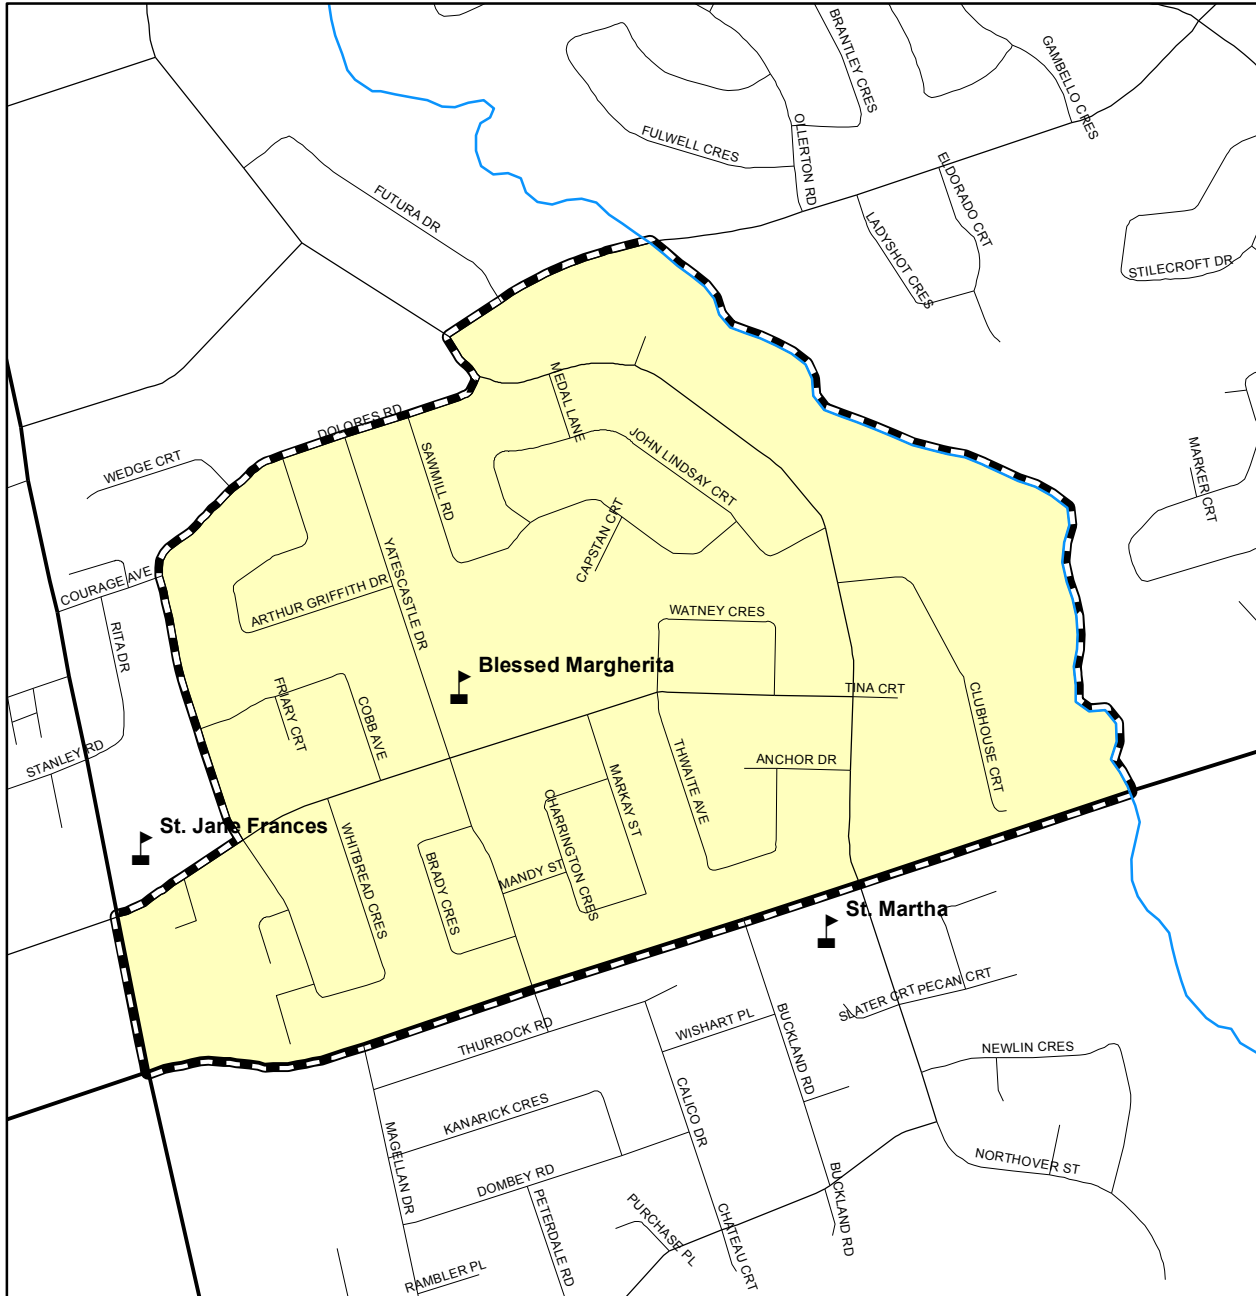 BRANTLEY CRES
GAMBELLO CRES
FULWELL CRES
OLLERTON RD
ELDORADO CRT
FUTURA DR
LADYSHOT CRES
STILECROFT DR
MEDAL LANE
DOLORES RD
JOHN LINDSAY CRT
SAWMILL RD
WEDGE CRT
MARKER CRT
CAPSTAN CRT
YATESCASTLE DR
COURAGE AVE
ARTHUR GRIFFITH DR
WATNEY CRES
RITA DR
Blessed Margherita
TINA CRT
CLUBHOUSE CRT
FRIARY CRT
COBB AVE
STANLEY RD
THWAITE AVE
ANCHOR DR
MARKAY ST
CHARRINGTON CRES
St. Jane Frances
WHITBREAD CRES
BRADY CRES
MANDY ST
St. Martha
SLATER CRT
PECAN CRT
THURROCK RD
WISHART PL
BUCKLAND RD
NEWLIN CRES
KANARICK CRES
CALICO DR
MAGELLAN DR
DOMBEY RD
NORTHOVER ST
PETERDALE RD
PURCHASE PL
CHATEAU CRT
BUCKLAND RD
RAMBLER PL